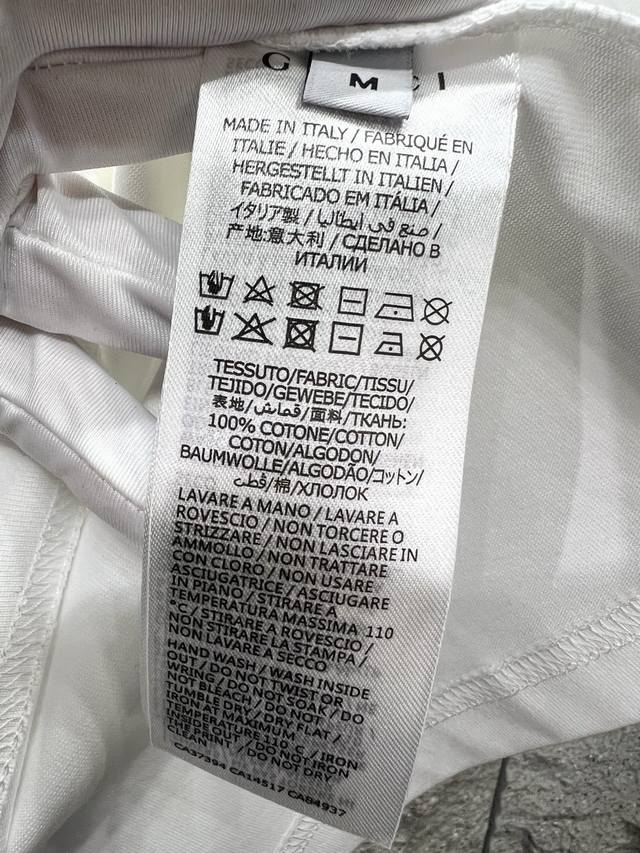 G M C I
MADE IN ITALY / FABRIQUÉ EN
ITALIE / HECHO EN ITALIA /
HERGESTELLT IN ITALIEN /
FABRICADO EM ITÁLIA /
イタリア製 / صنع في ايطاليا /
产地:意大利 / СДЕЛАНО В
ИТАЛИИ
TESSUTO/FABRIC/TISSU/
TEJIDO/GEWEBE/TECIDO/
表地/قماش/面料/ТКАНЬ:
100% COTONE/COTTON/
COTON/ALGODON/
BAUMWOLLE/ALGODÃO/コットン/
قطن/棉/ХЛОПОК
LAVARE A MANO / LAVARE A
ROVESCIO / NON TORCERE O
STRIZZARE / NON LASCIARE IN
AMMOLLO / NON TRATTARE
CON CLORO / NON USARE
ASCIUGATRICE / ASCIUGARE
IN PIANO / STIRARE A
TEMPERATURA MASSIMA 110
°C / STIRARE A ROVESCIO /
NON STIRARE LA STAMPA /
NON LAVARE A SECCO
HAND WASH / WASH INSIDE
OUT / DO NOT TWIST OR
WRING / DO NOT SOAK / DO
NOT BLEACH / DO NOT
TUMBLE DRY / DRY FLAT /
IRON AT MAXIMUM
TEMPERATURE 110 °C / IRON
INSIDE OUT / DO NOT IRON
PRINT / DO NOT DRY
CLEAN
CA37394 CA14517 CA84937